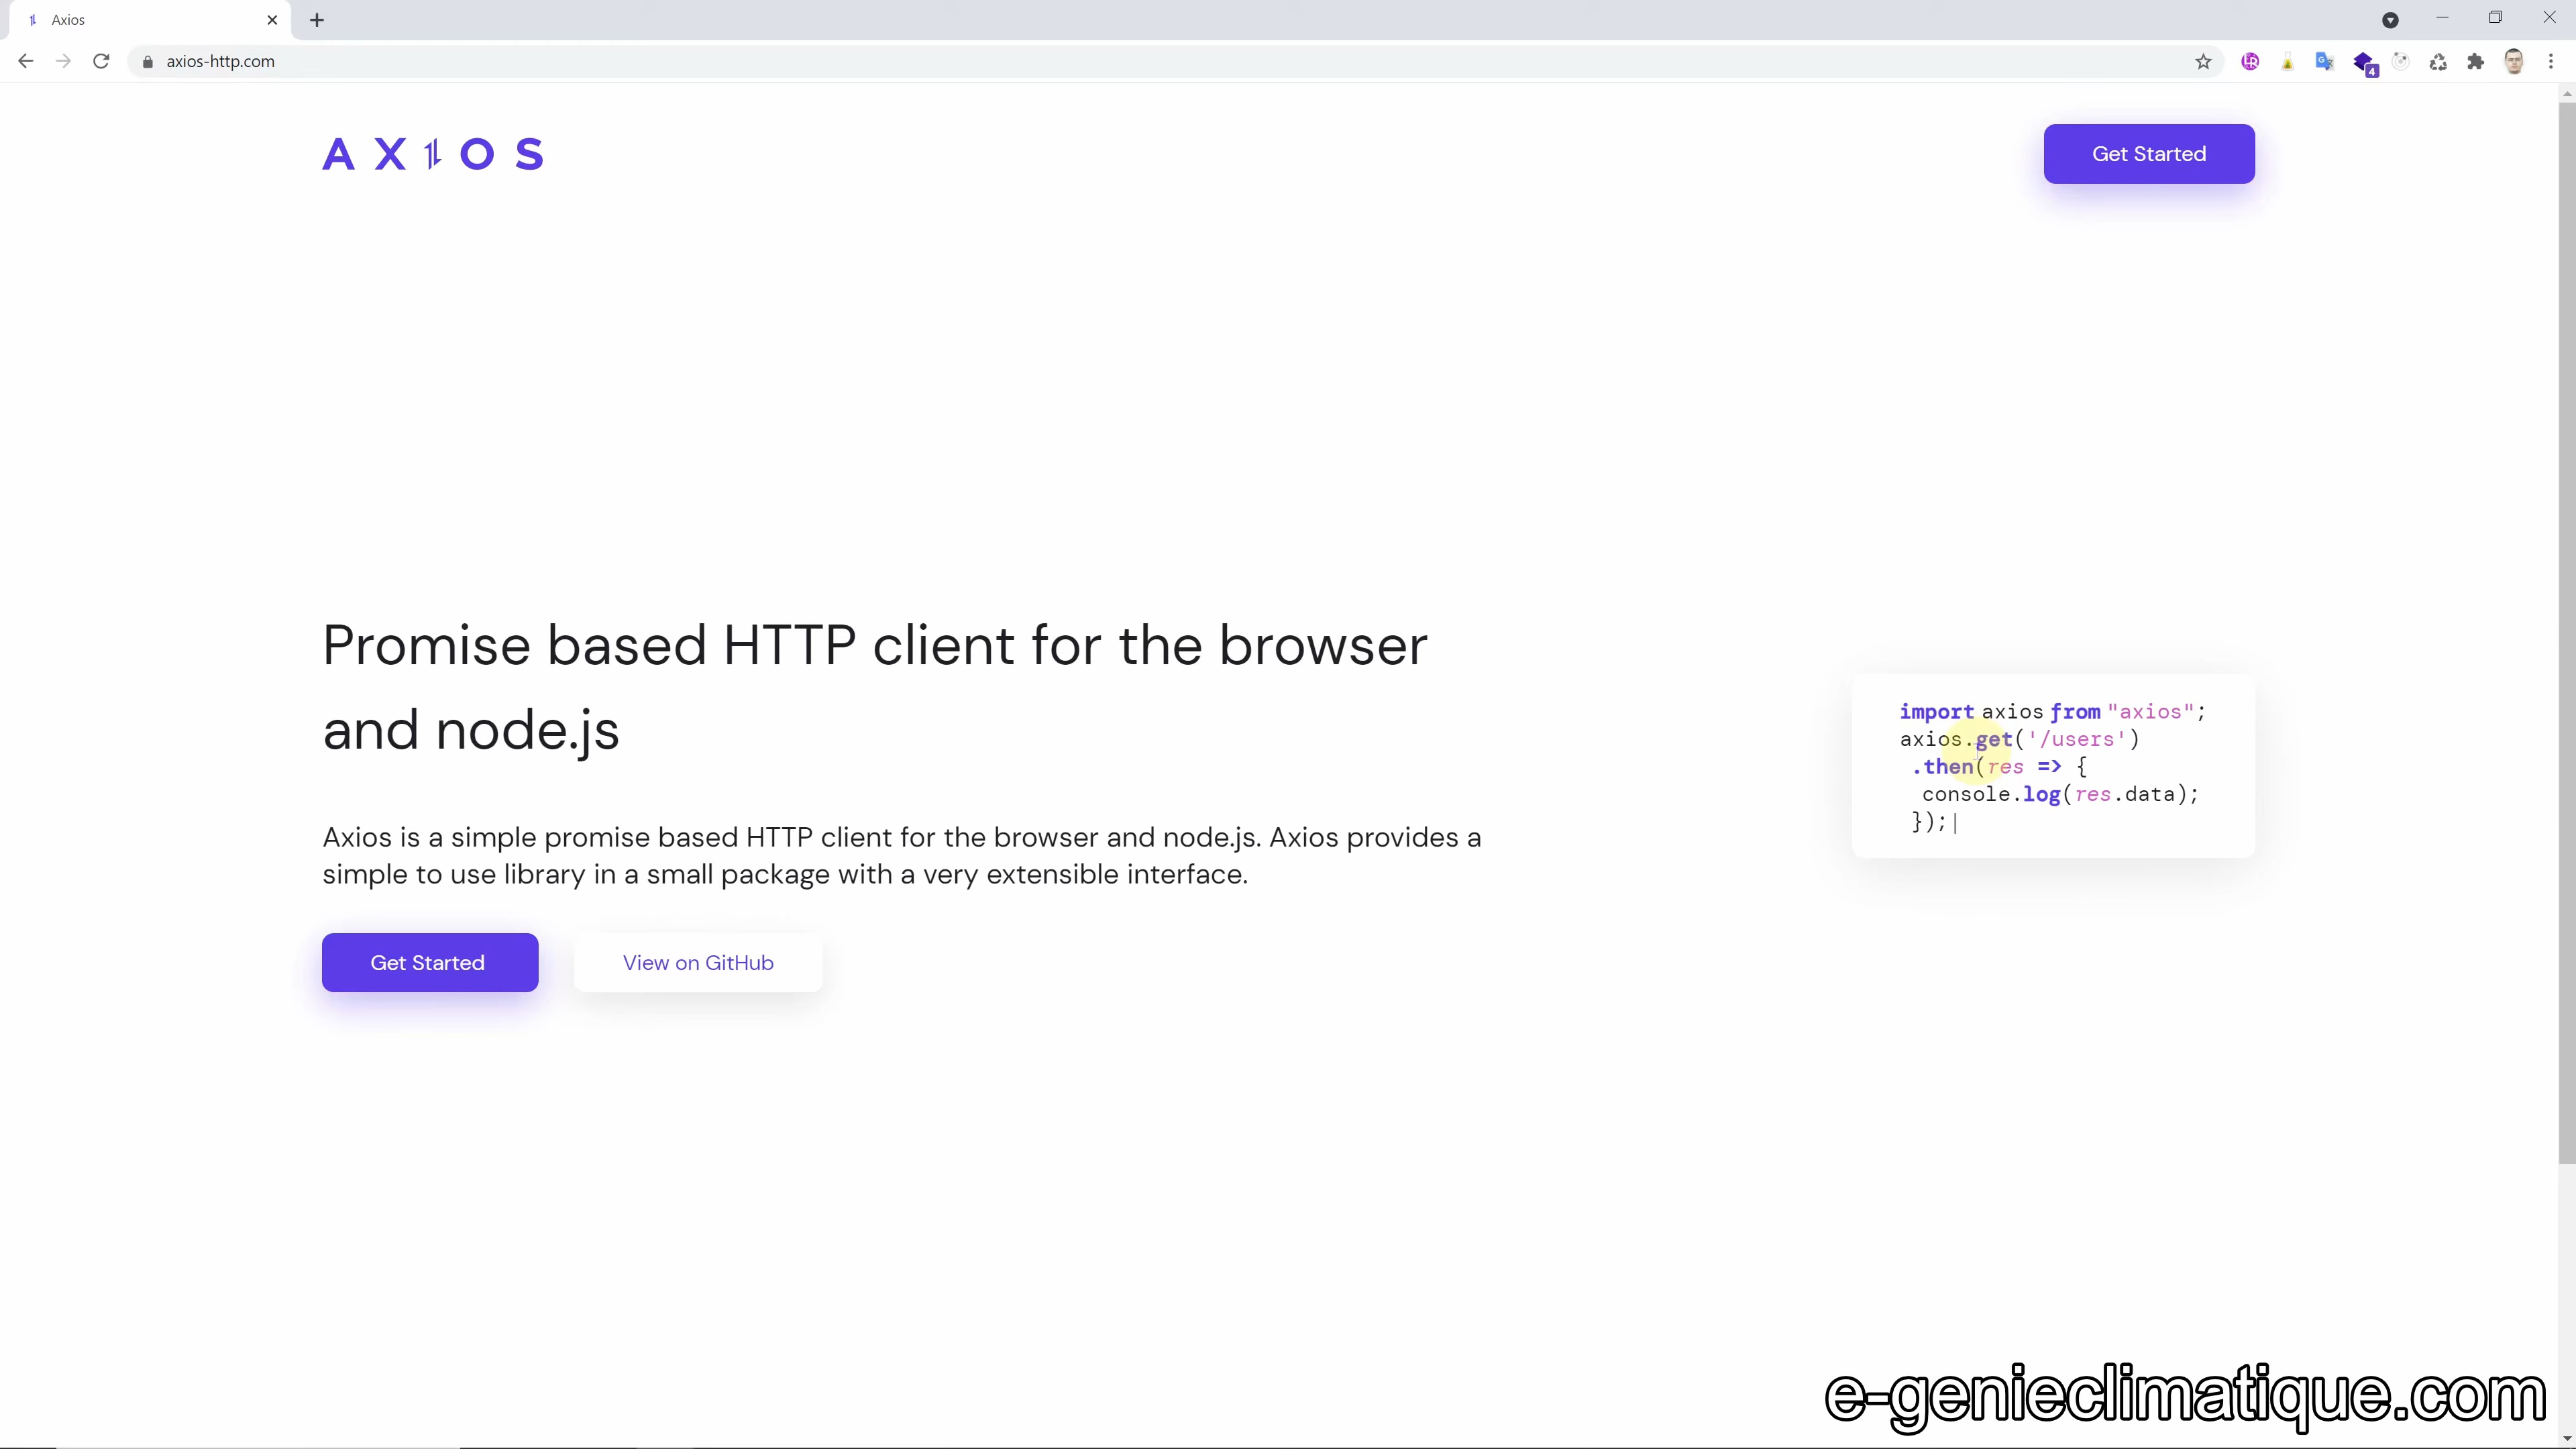 Axios
axios-http.com
4
AXIOS
Get Started
Promise based HTTP client for the browser
and node.js
Axios is a simple promise based HTTP client for the browser and node.js. Axios provides a
simple to use library in a small package with a very extensible interface.
Get Started
View on GitHub
import axios from "axios";
axios.get('/users')
.then(res => {
console.log(res.data);
});
e-genieclimatique.com